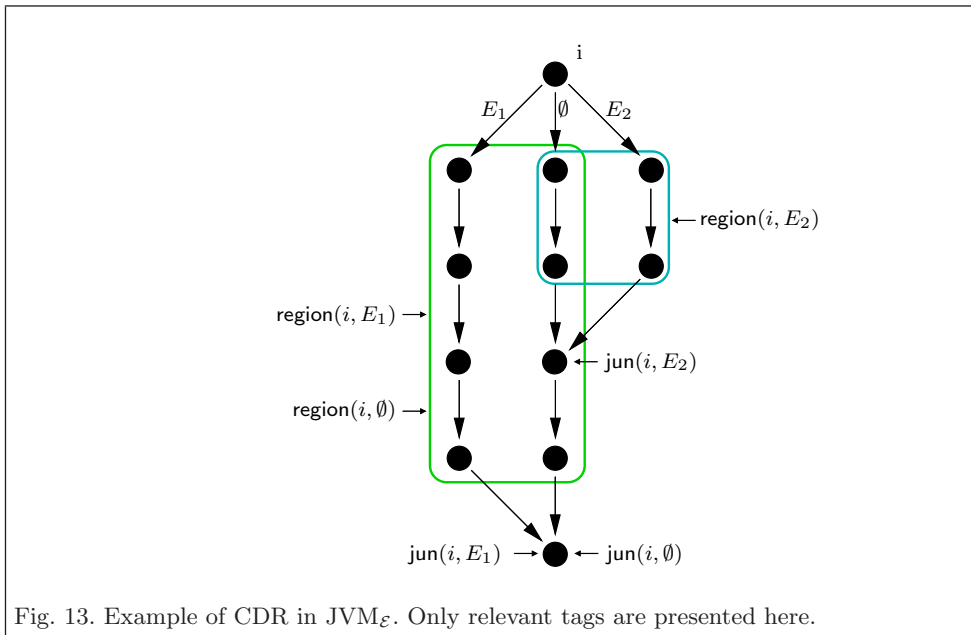 i
E₁ ∅ E₂
region(i, E₂)
region(i, E₁)
jun(i, E₂)
region(i, ∅)
jun(i, E₁) jun(i, ∅)
Fig. 13. Example of CDR in JVM_ℰ. Only relevant tags are presented here.